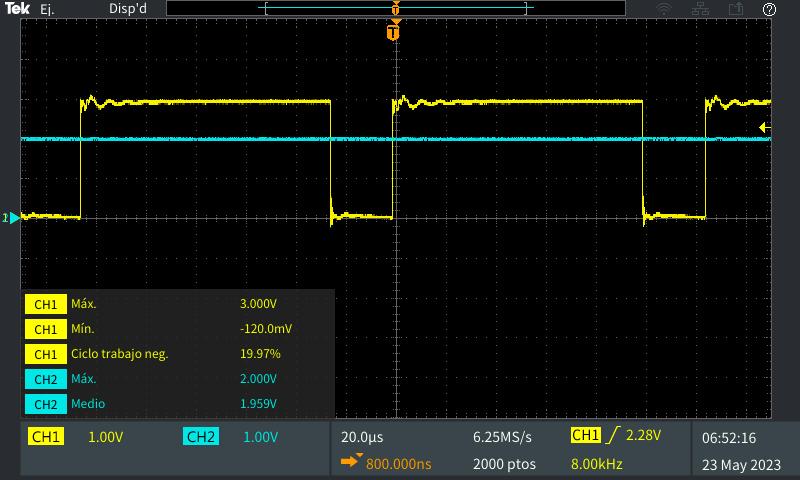 Tek Ej. Disp'd
T
T
2
CH1 Máx. 3.000V
CH1 Mín. -120.0mV
CH1 Ciclo trabajo neg. 19.97%
CH2 Máx. 2.000V
CH2 Medio 1.959V
CH1 1.00V CH2 1.00V 20.0µs 6.25MS/s CH1 2.28V 06:52:16
800.000ns 2000 ptos 8.00kHz 23 May 2023